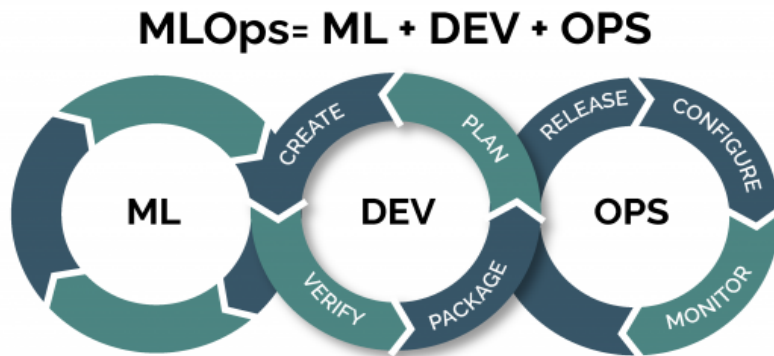 MLOps= ML + DEV + OPS
CREATE
PLAN
RELEASE
CONFIGURE
ML
DEV
OPS
VERIFY
PACKAGE
MONITOR